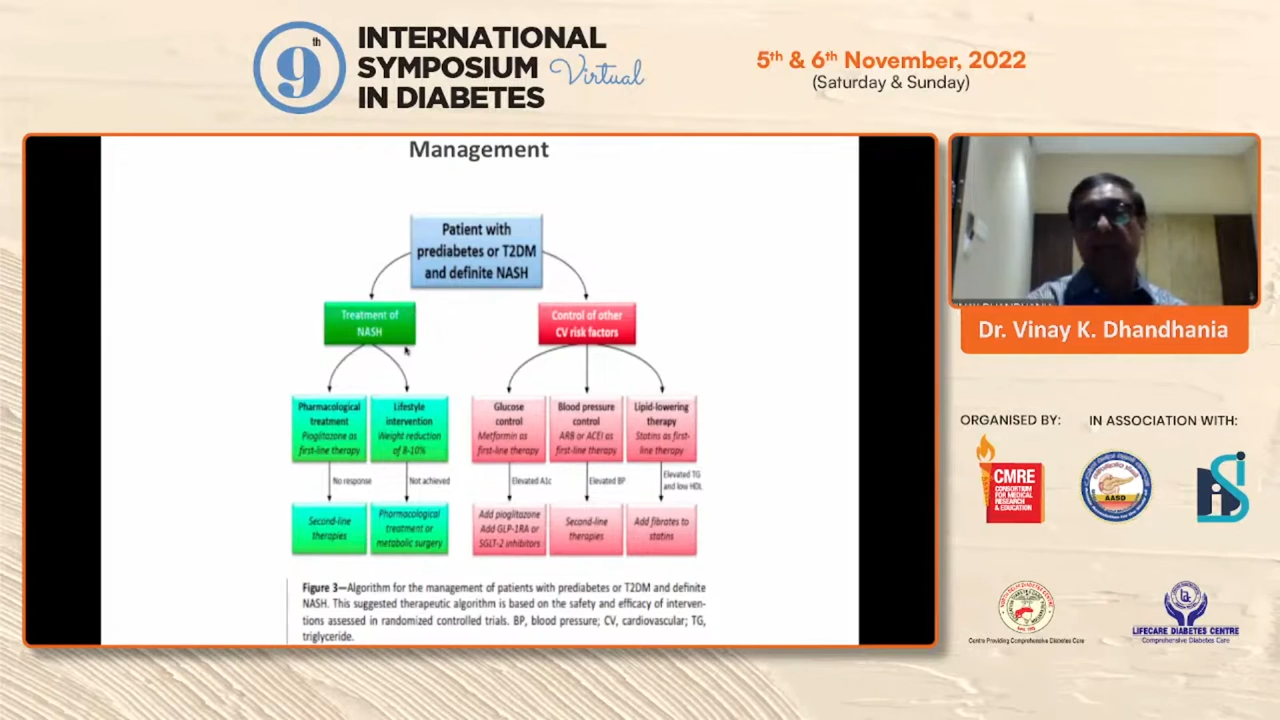 9th
INTERNATIONAL
SYMPOSIUM Virtual
IN DIABETES
5th & 6th November, 2022
(Saturday & Sunday)
Management
Patient with
prediabetes or T2DM
and definite NASH
Treatment of
NASH
Control of other
CV risk factors
Pharmacological
treatment
Pioglitazone as
first-line therapy
Lifestyle
intervention
Weight reduction
of 8-10%
Glucose
control
Metformin as
first-line therapy
Blood pressure
control
ARB or ACEI as
first-line therapy
Lipid-lowering
therapy
Statins as first-
line therapy
No response
Not achieved
Elevated A1c
Elevated BP
Elevated TG
and low HDL
Second-line
therapies
Pharmacological
treatment or
metabolic surgery
Add pioglitazone
Add GLP-1RA or
SGLT-2 inhibitors
Second-line
therapies
Add fibrates to
statins
Figure 3—Algorithm for the management of patients with prediabetes or T2DM and definite
NASH. This suggested therapeutic algorithm is based on the safety and efficacy of interven-
tions assessed in randomized controlled trials. BP, blood pressure; CV, cardiovascular; TG,
triglyceride.
Dr. Vinay K. Dhandhania
ORGANISED BY:
IN ASSOCIATION WITH:
CMRE
CONSORTIUM
FOR MEDICAL
RESEARCH
& EDUCATION
AASD
Centre Providing Comprehensive Diabetes Care
LIFECARE DIABETES CENTRE
Comprehensive Diabetes Care